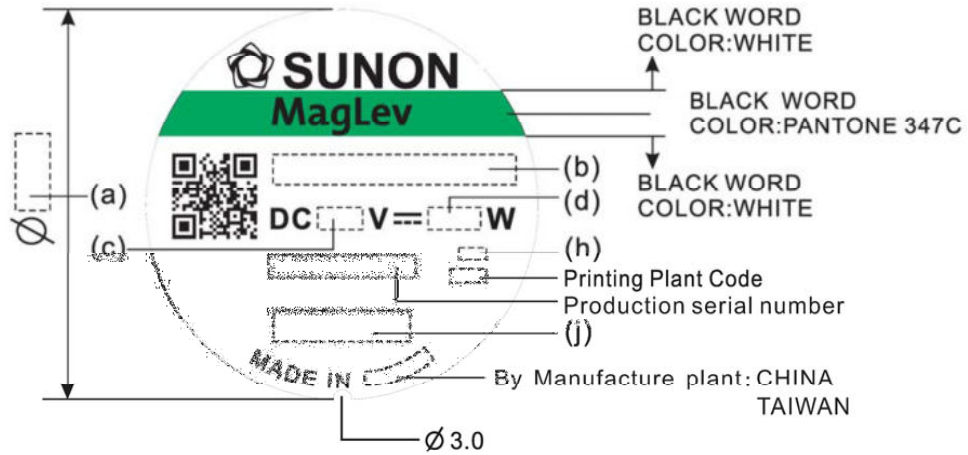 BLACK WORD
COLOR:WHITE
SUNON
MagLev
BLACK WORD
COLOR:PANTONE 347C
(a)
(b)
BLACK WORD
COLOR:WHITE
DC V W
(d)
Ø
(c)
(h)
Printing Plant Code
Production serial number
(j)
MADE IN
By Manufacture plant: CHINA
TAIWAN
Ø 3.0